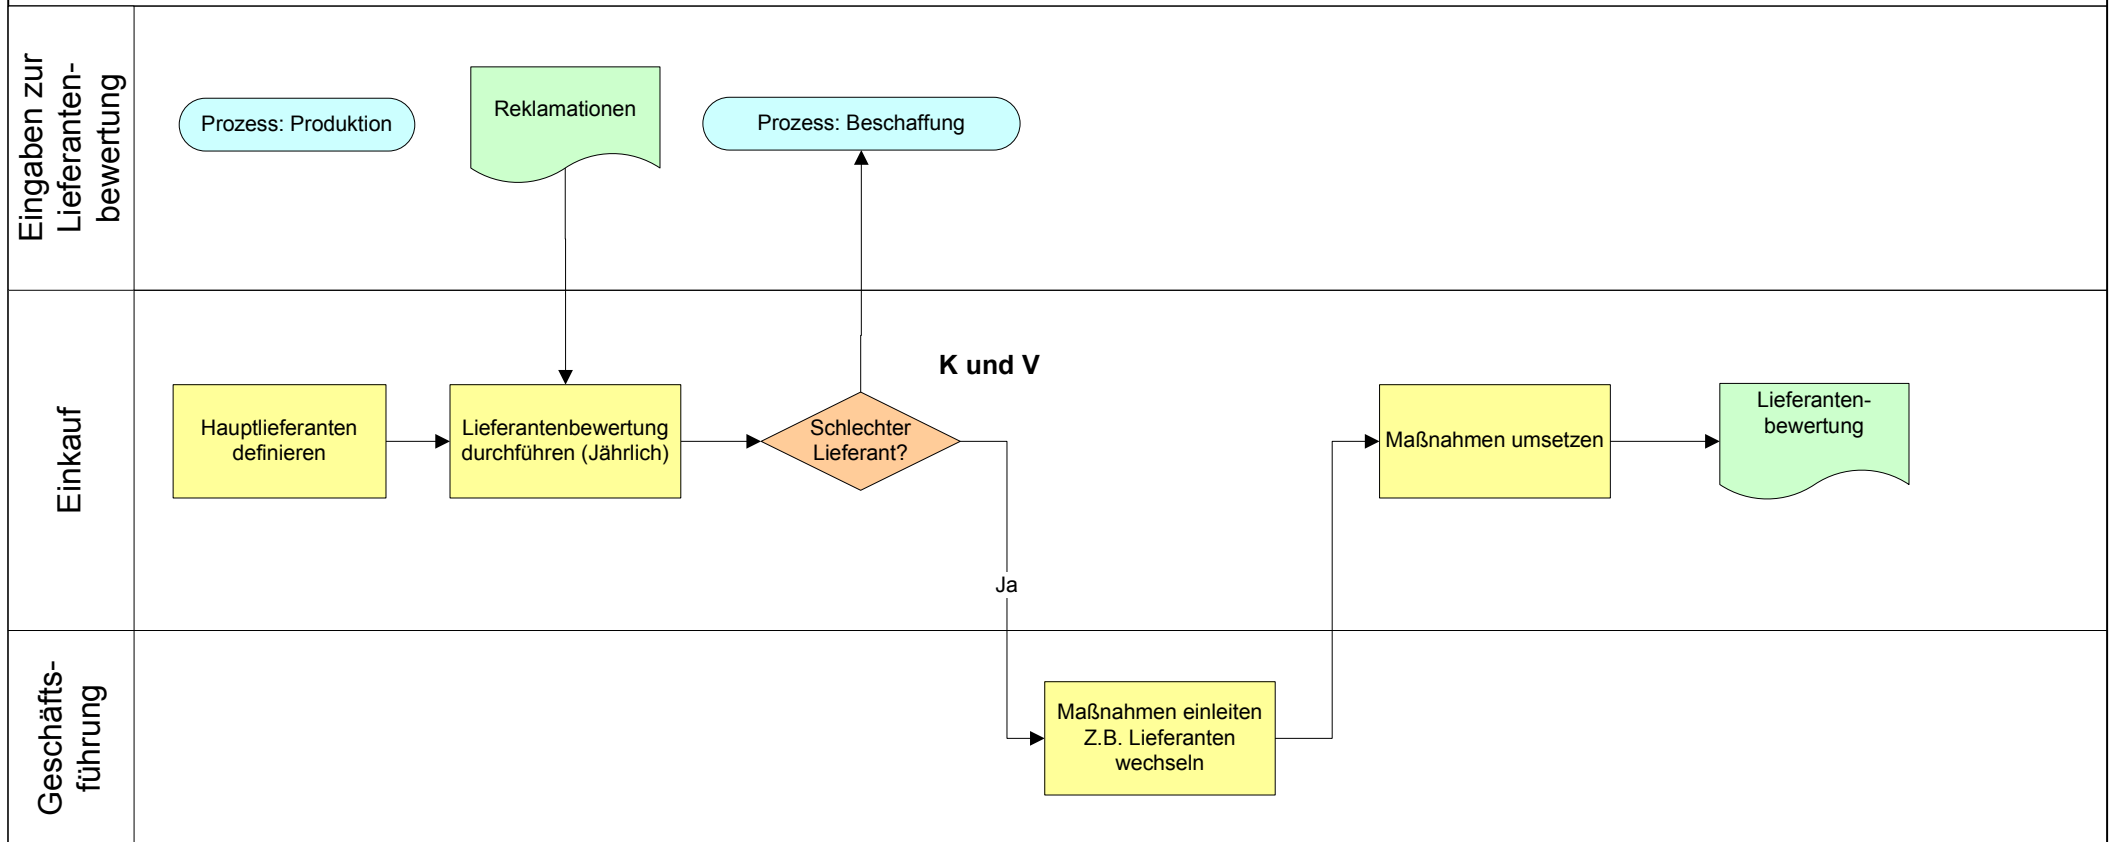 Eingaben zur
Lieferanten-
bewertung
Prozess: Produktion
Reklamationen
Prozess: Beschaffung
Einkauf
K und V
Hauptlieferanten
definieren
Lieferantenbewertung
durchführen (Jährlich)
Schlechter
Lieferant?
Maßnahmen umsetzen
Lieferanten-
bewertung
Ja
Geschäfts-
führung
Maßnahmen einleiten
Z.B. Lieferanten
wechseln